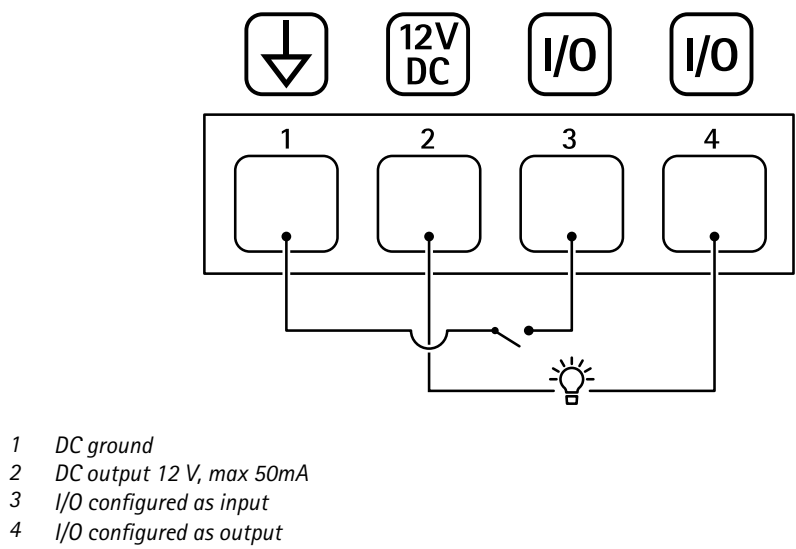 12V DC I/O I/O
1 2 3 4
1 DC ground
2 DC output 12 V, max 50mA
3 I/O configured as input
4 I/O configured as output